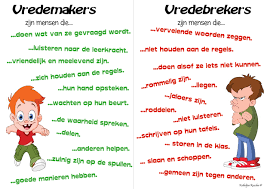 Vredemakers
zijn mensen die...
...doen wat van ze gevraagd wordt.
...luisteren naar de leerkracht.
...vriendelijk en meelevend zijn.
...zich houden aan de regels.
...hun hand opsteken.
...wachten op hun beurt.
...de waarheid spreken.
...delen.
...anderen helpen.
...zuinig zijn op de spullen.
...goede manieren hebben.
Vredebrekers
zijn mensen die...
...vervelende woorden zeggen.
...niet houden aan de regels.
...doen alsof ze iets niet kunnen.
...rommelig zijn.
...liegen.
...jaloers zijn.
...roddelen.
...niet luisteren.
...schrijven op hun tafels.
...storen in de klas.
...slaan en schoppen.
...gemeen zijn tegen anderen.